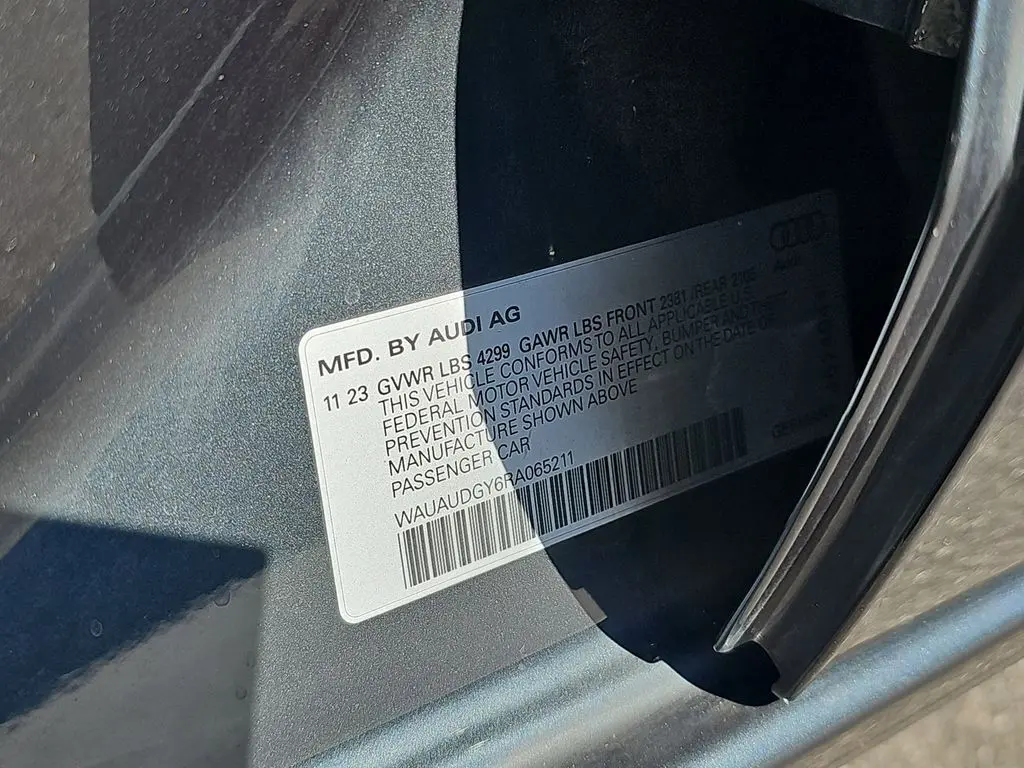 MFD. BY AUDI AG
11 23 GVWR LBS 4299 GAWR LBS FRONT 2381 /REAR
THIS VEHICLE CONFORMS TO ALL APPLICABLE U.S.
FEDERAL MOTOR VEHICLE SAFETY, BUMPER AND THEFT
PREVENTION STANDARDS IN EFFECT ON THE DATE OF
MANUFACTURE SHOWN ABOVE
PASSENGER CAR
WAUAUDGY6RA065211